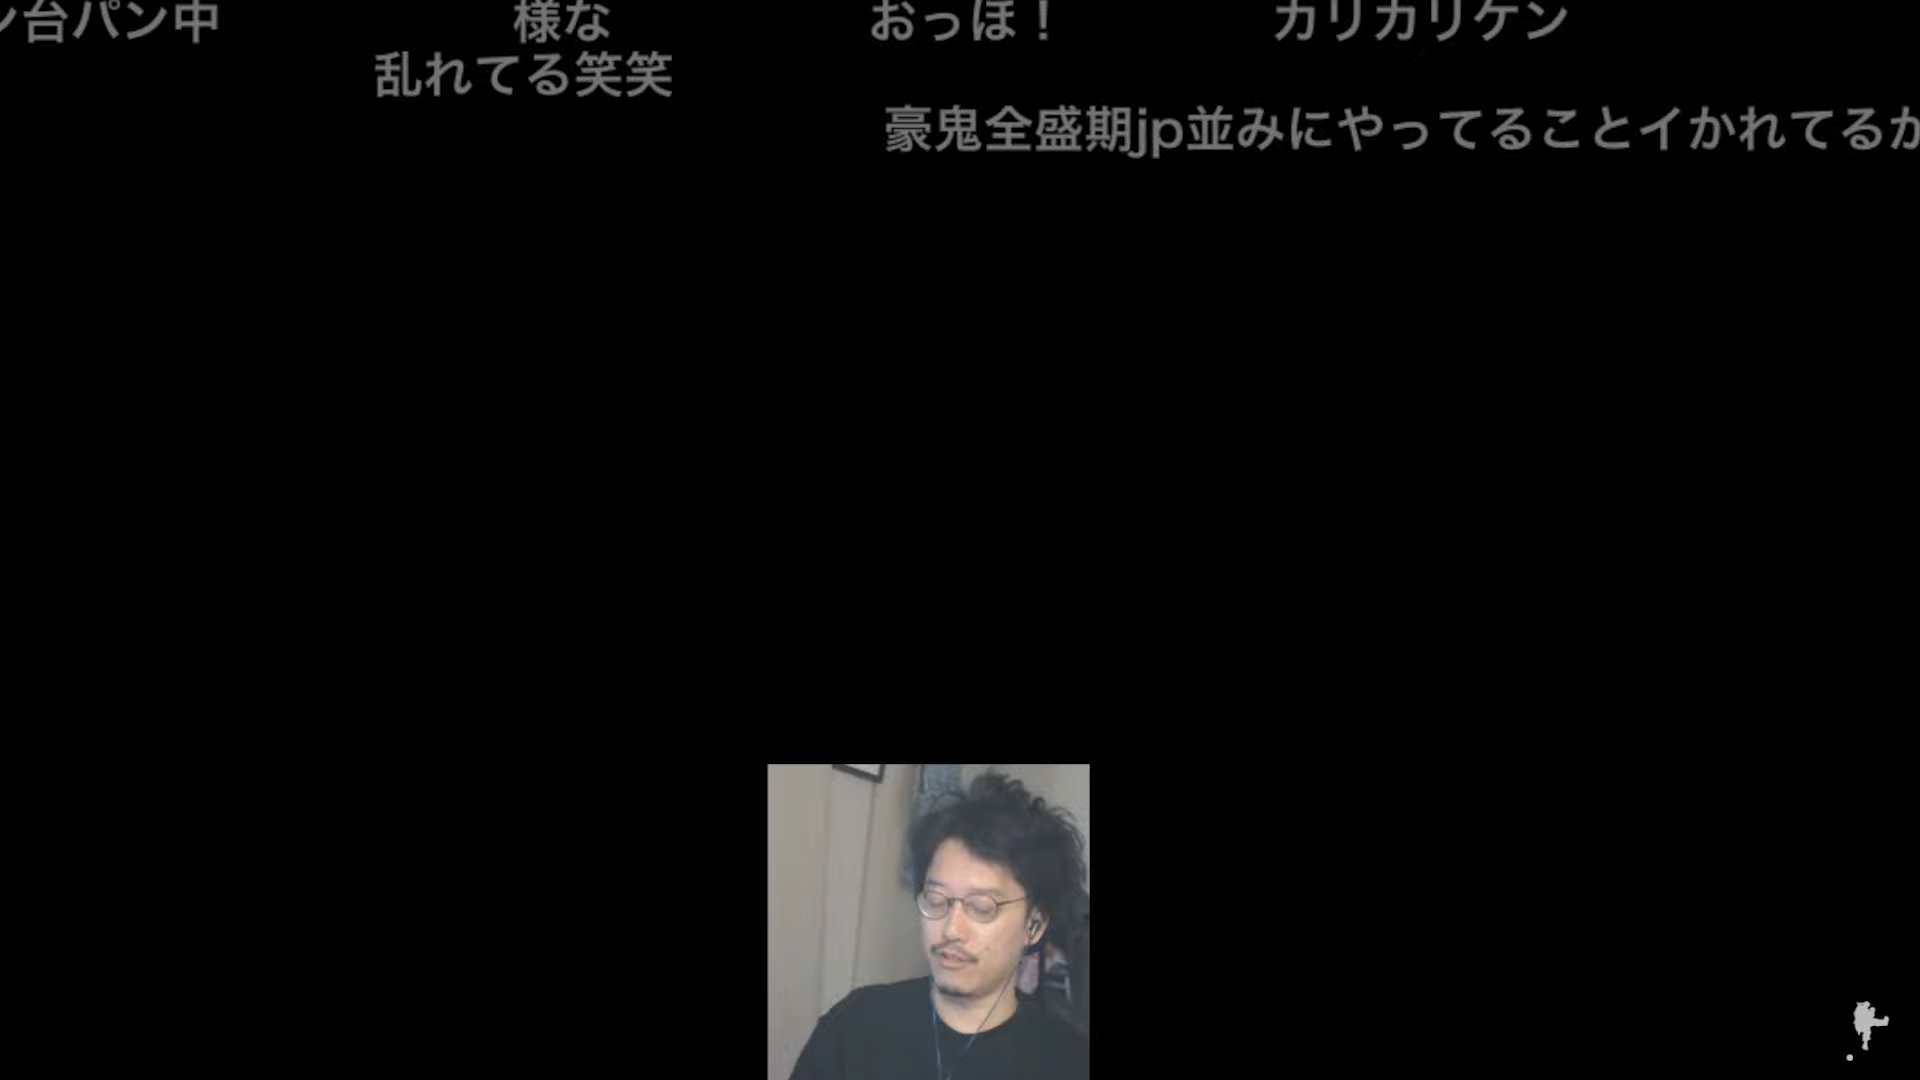 ン台パン中 様な おっほ！ カリカリケン
乱れてる笑笑
豪鬼全盛期jp並みにやってることイかれてるか